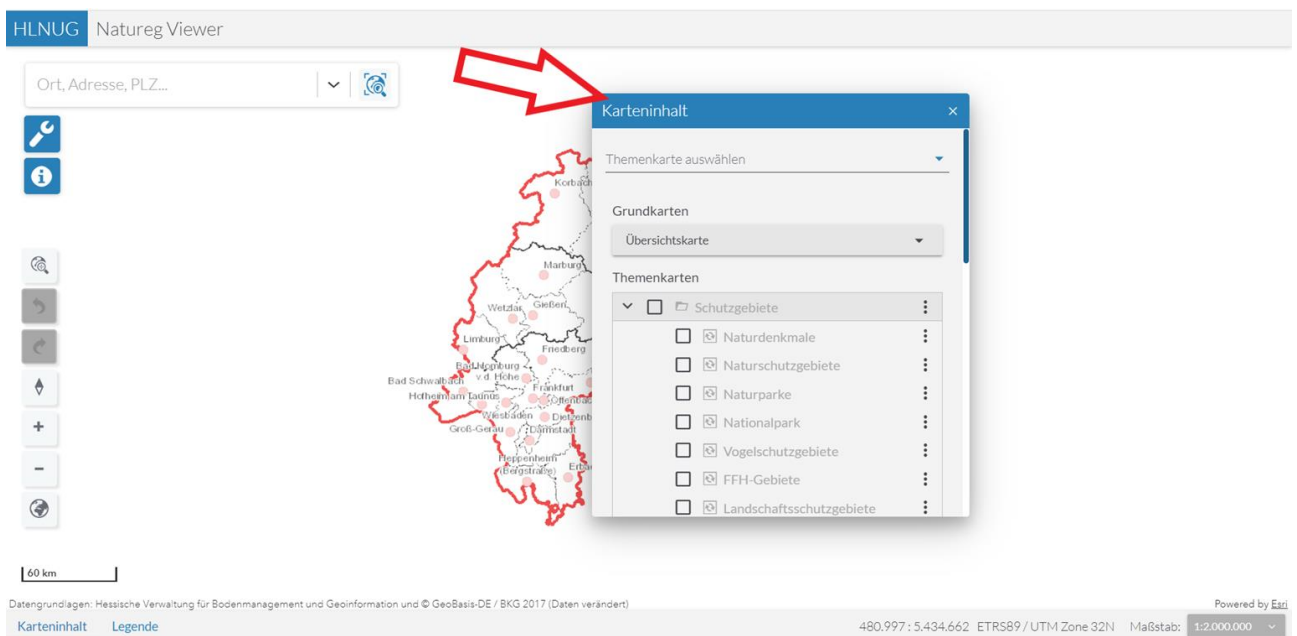 HLNUG Natureg Viewer
Ort, Adresse, PLZ...
Karteninhalt
Themenkarte auswählen
Grundkarten
Übersichtskarte
Themenkarten
Schutzgebiete
Naturdenkmale
Naturschutzgebiete
Naturparke
Nationalpark
Vogelschutzgebiete
FFH-Gebiete
Landschaftsschutzgebiete
Korbach
Marburg
Wetzlar
Gießen
Limburg
Friedberg
Bad Homburg
v.d. Höhe
Bad Schwalbach
Frankfurt
Hofheim am Taunus
Wiesbaden
Groß-Gerau
Darmstadt
Heppenheim
(Bergstraße)
60 km
Datengrundlagen: Hessische Verwaltung für Bodenmanagement und Geoinformation und © GeoBasis-DE / BKG 2017 (Daten verändert)
Powered by Esri
Karteninhalt Legende
480.997 : 5.434.662 ETRS89 / UTM Zone 32N Maßstab: 1:2.000.000